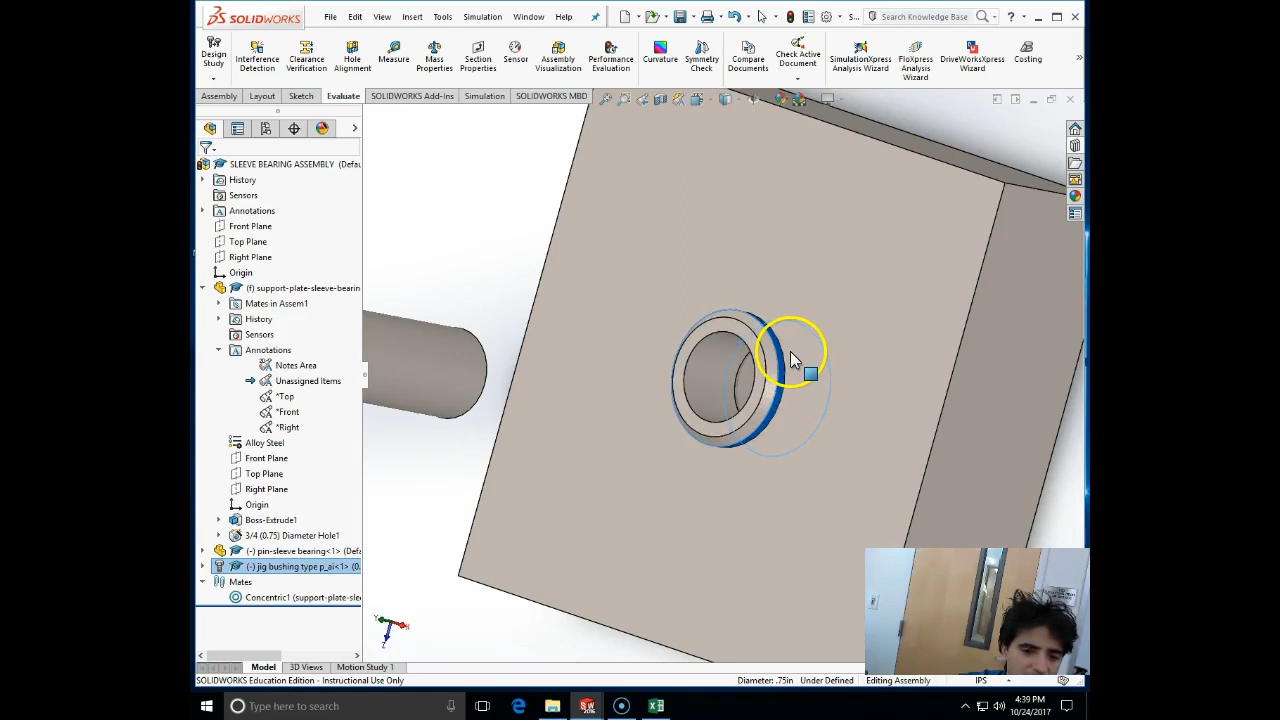 SOLIDWORKS
File
Edit
View
Insert
Tools
Simulation
Window
Help
S...
Search Knowledge Base
Design
Study
Interference
Detection
Clearance
Verification
Hole
Alignment
Measure
Mass
Properties
Section
Properties
Sensor
Assembly
Visualization
Performance
Evaluation
Curvature
Symmetry
Check
Compare
Documents
Check Active
Document
SimulationXpress
Analysis Wizard
FloXpress
Analysis
Wizard
DriveWorksXpress
Wizard
Costing
Assembly
Layout
Sketch
Evaluate
SOLIDWORKS Add-Ins
Simulation
SOLIDWORKS MBD
SLEEVE BEARING ASSEMBLY (Defau
History
Sensors
Annotations
Front Plane
Top Plane
Right Plane
Origin
(f) support-plate-sleeve-bearin
Mates in Assem1
History
Sensors
Annotations
Notes Area
Unassigned Items
*Top
*Front
*Right
Alloy Steel
Front Plane
Top Plane
Right Plane
Origin
Boss-Extrude1
3/4 (0.75) Diameter Hole1
(-) pin-sleeve bearing<1> (Defa
(-) jig bushing type p_ai<1> (0.
Mates
Concentric1 (support-plate-slee
Y
X
Z
Model
3D Views
Motion Study 1
SOLIDWORKS Education Edition - Instructional Use Only
Diameter: .75in
Under Defined
Editing Assembly
IPS
Type here to search
SW
2016
4:39 PM
10/24/2017